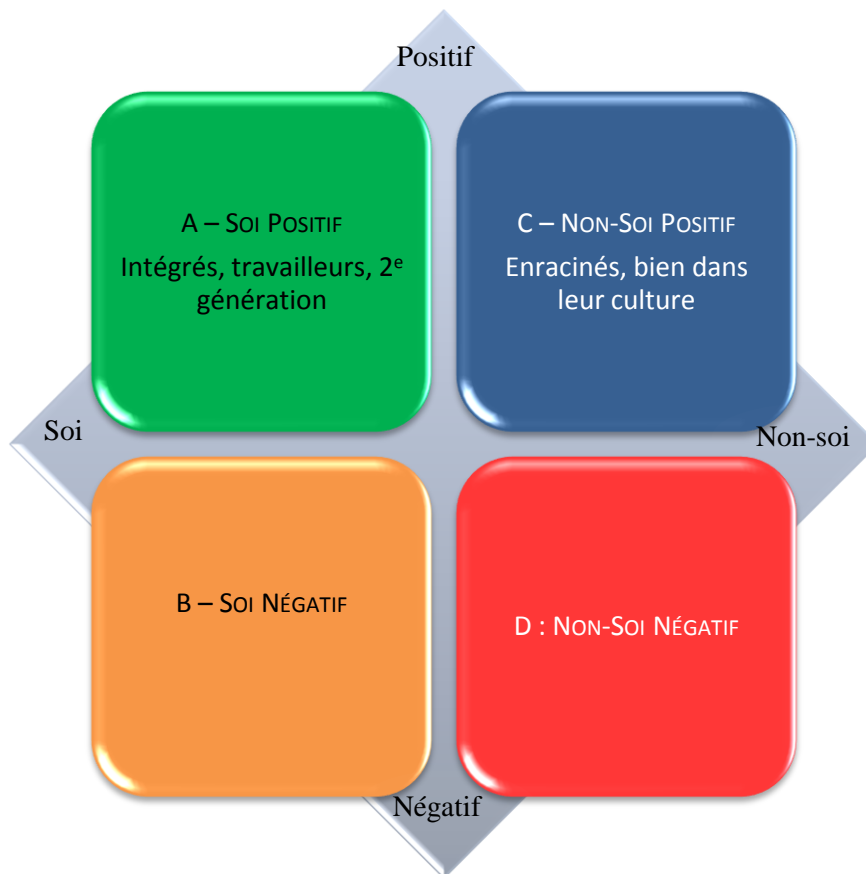 Positif
A – SOI POSITIF
Intégrés, travailleurs, 2e
génération
C – NON-SOI POSITIF
Enracinés, bien dans
leur culture
Soi
Non-soi
B – SOI NÉGATIF
D : NON-SOI NÉGATIF
Négatif